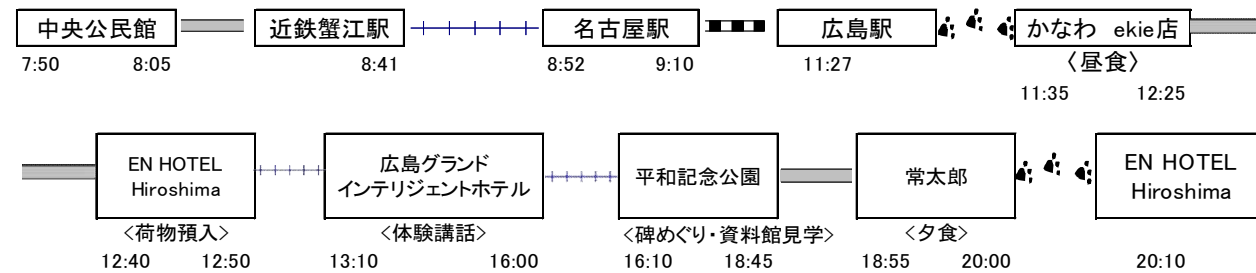 中央公民館 近鉄蟹江駅 名古屋駅 広島駅 かなわ ekie店
〈昼食〉
7:50 8:05 8:41 8:52 9:10 11:27
11:35 12:25
EN HOTEL Hiroshima
広島グランド
インテリジェントホテル
平和記念公園
常太郎
EN HOTEL
Hiroshima
<荷物預入> <体験講話> <碑めぐり・資料館見学> <夕食>
12:40 12:50 13:10 16:00 16:10 18:45 18:55 20:00 20:10